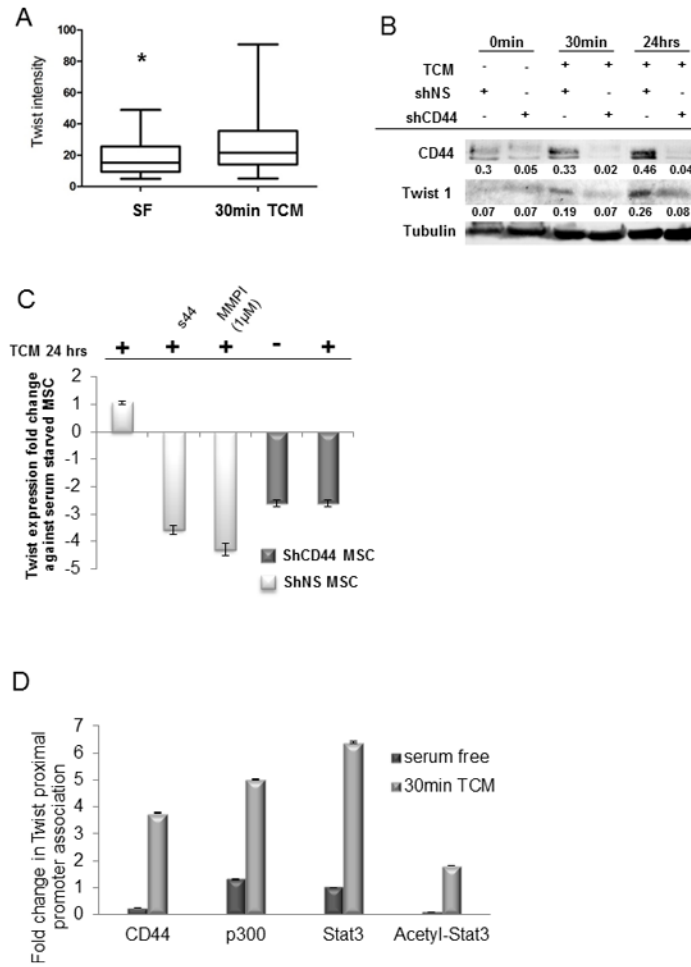 A
Twist intensity
100
80
60
40
20
0
*
SF
30min TCM
B
0min 30min 24hrs
TCM - - + + + +
shNS + - + - + -
shCD44 - + - + - +
CD44
0.3 0.05 0.33 0.02 0.46 0.04
Twist 1
0.07 0.07 0.19 0.07 0.26 0.08
Tubulin
C
s44
MMPI
(1µM)
TCM 24 hrs + + + - +
Twist expression fold change
against serum starved MSC
2
1
0
-1
-2
-3
-4
-5
ShCD44 MSC
ShNS MSC
D
Fold change in Twist proximal
promoter association
7
6
5
4
3
2
1
0
serum free
30min TCM
CD44 p300 Stat3 Acetyl-Stat3